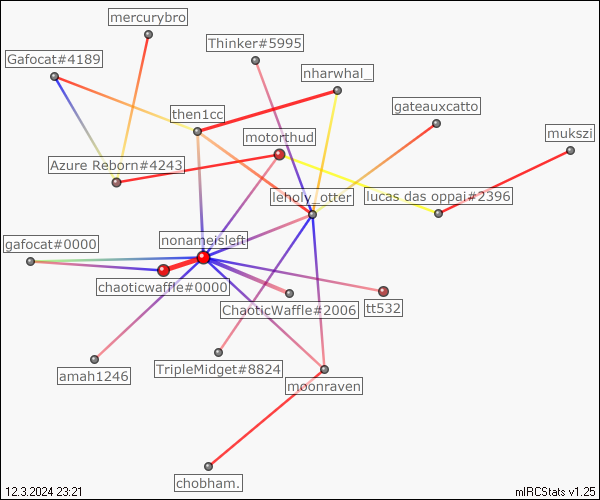 mercurybro
Thinker#5995
Gafocat#4189
nharwhal_
gateauxcatto
then1cc
mukszi
motorthud
Azure Reborn#4243
leholy_otter
lucas das oppai#2396
nonameisleft
gafocat#0000
chaoticwaffle#0000
ChaoticWaffle#2006
tt532
amah1246
TripleMidget#8824
moonraven
chobham.
12.3.2024 23:21
mIRCStats v1.25